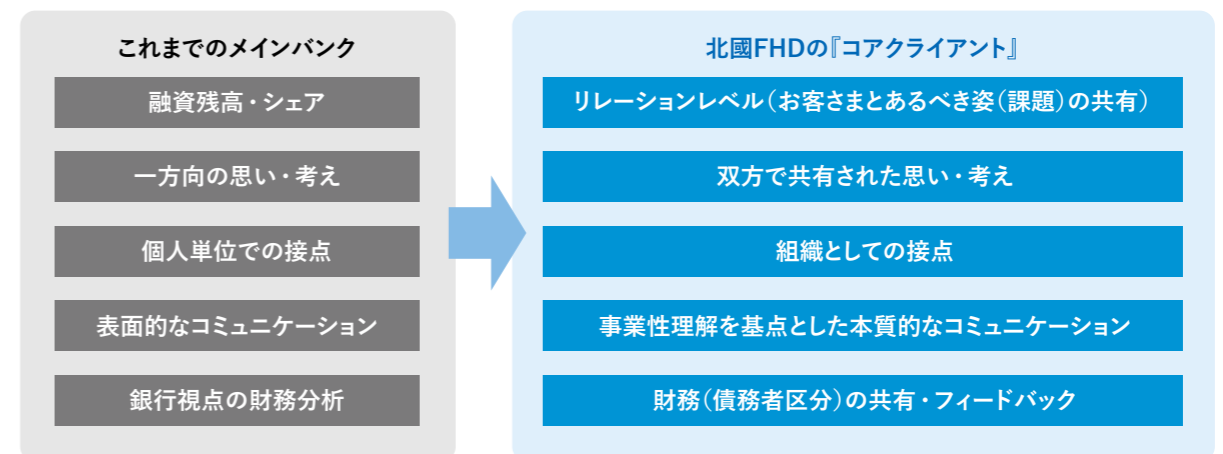 これまでのメインバンク
融資残高・シェア
一方向の思い・考え
個人単位での接点
表面的なコミュニケーション
銀行視点の財務分析
北國FHDの『コアクライアント』
リレーションレベル（お客さまとあるべき姿（課題）の共有）
双方で共有された思い・考え
組織としての接点
事業性理解を基点とした本質的なコミュニケーション
財務（債務者区分）の共有・フィードバック